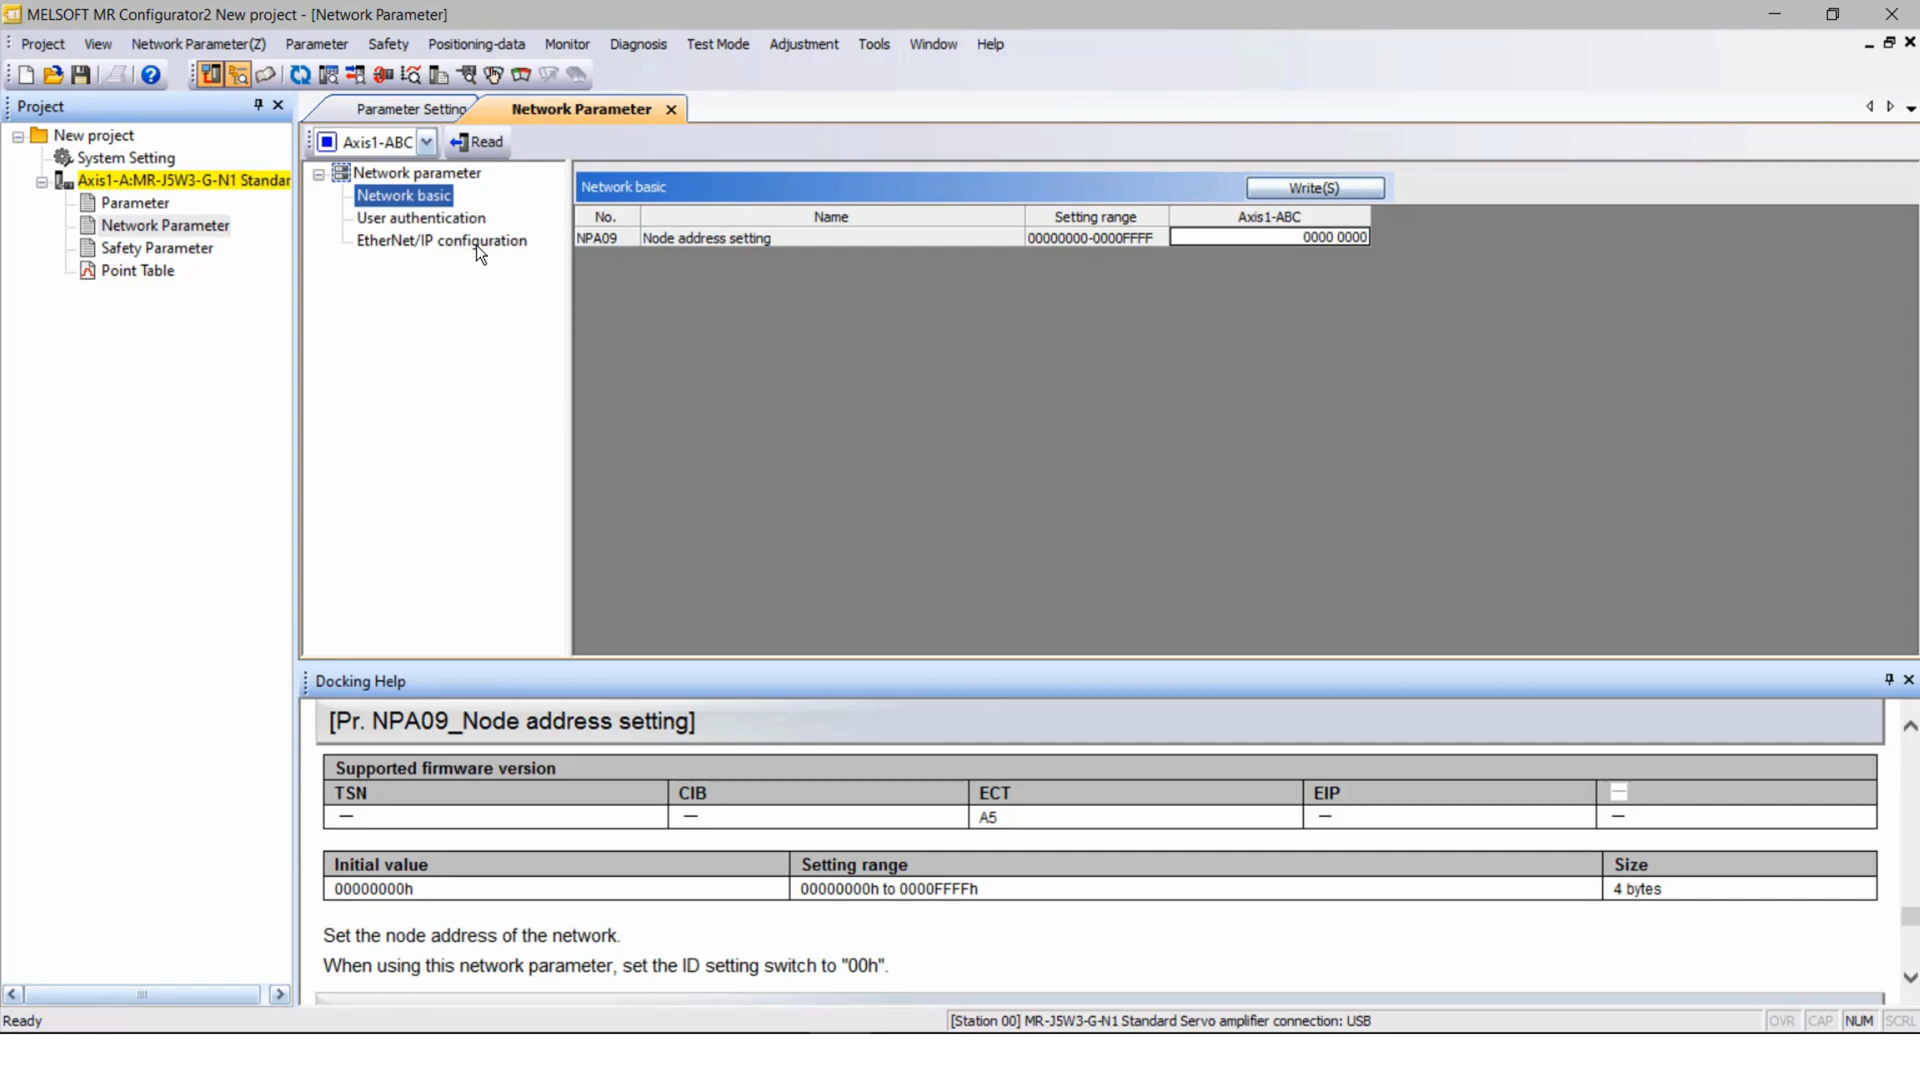 MELSOFT MR Configurator2 New project - [Network Parameter]
Project View Network Parameter(Z) Parameter Safety Positioning-data Monitor Diagnosis Test Mode Adjustment Tools Window Help
Project
New project
System Setting
Axis1-A:MR-J5W3-G-N1 Standar
Parameter
Network Parameter
Safety Parameter
Point Table
Parameter Setting
Network Parameter
Axis1-ABC Read
Network parameter
Network basic
User authentication
EtherNet/IP configuration
Network basic Write(S)
No. Name Setting range Axis1-ABC
NPA09 Node address setting 00000000-0000FFFF 0000 0000
Docking Help
[Pr. NPA09_Node address setting]
Supported firmware version
TSN CIB ECT EIP —
— — A5 — —
Initial value Setting range Size
00000000h 00000000h to 0000FFFFh 4 bytes
Set the node address of the network.
When using this network parameter, set the ID setting switch to "00h".
Ready [Station 00] MR-J5W3-G-N1 Standard Servo amplifier connection: USB OVR CAP NUM SCRL